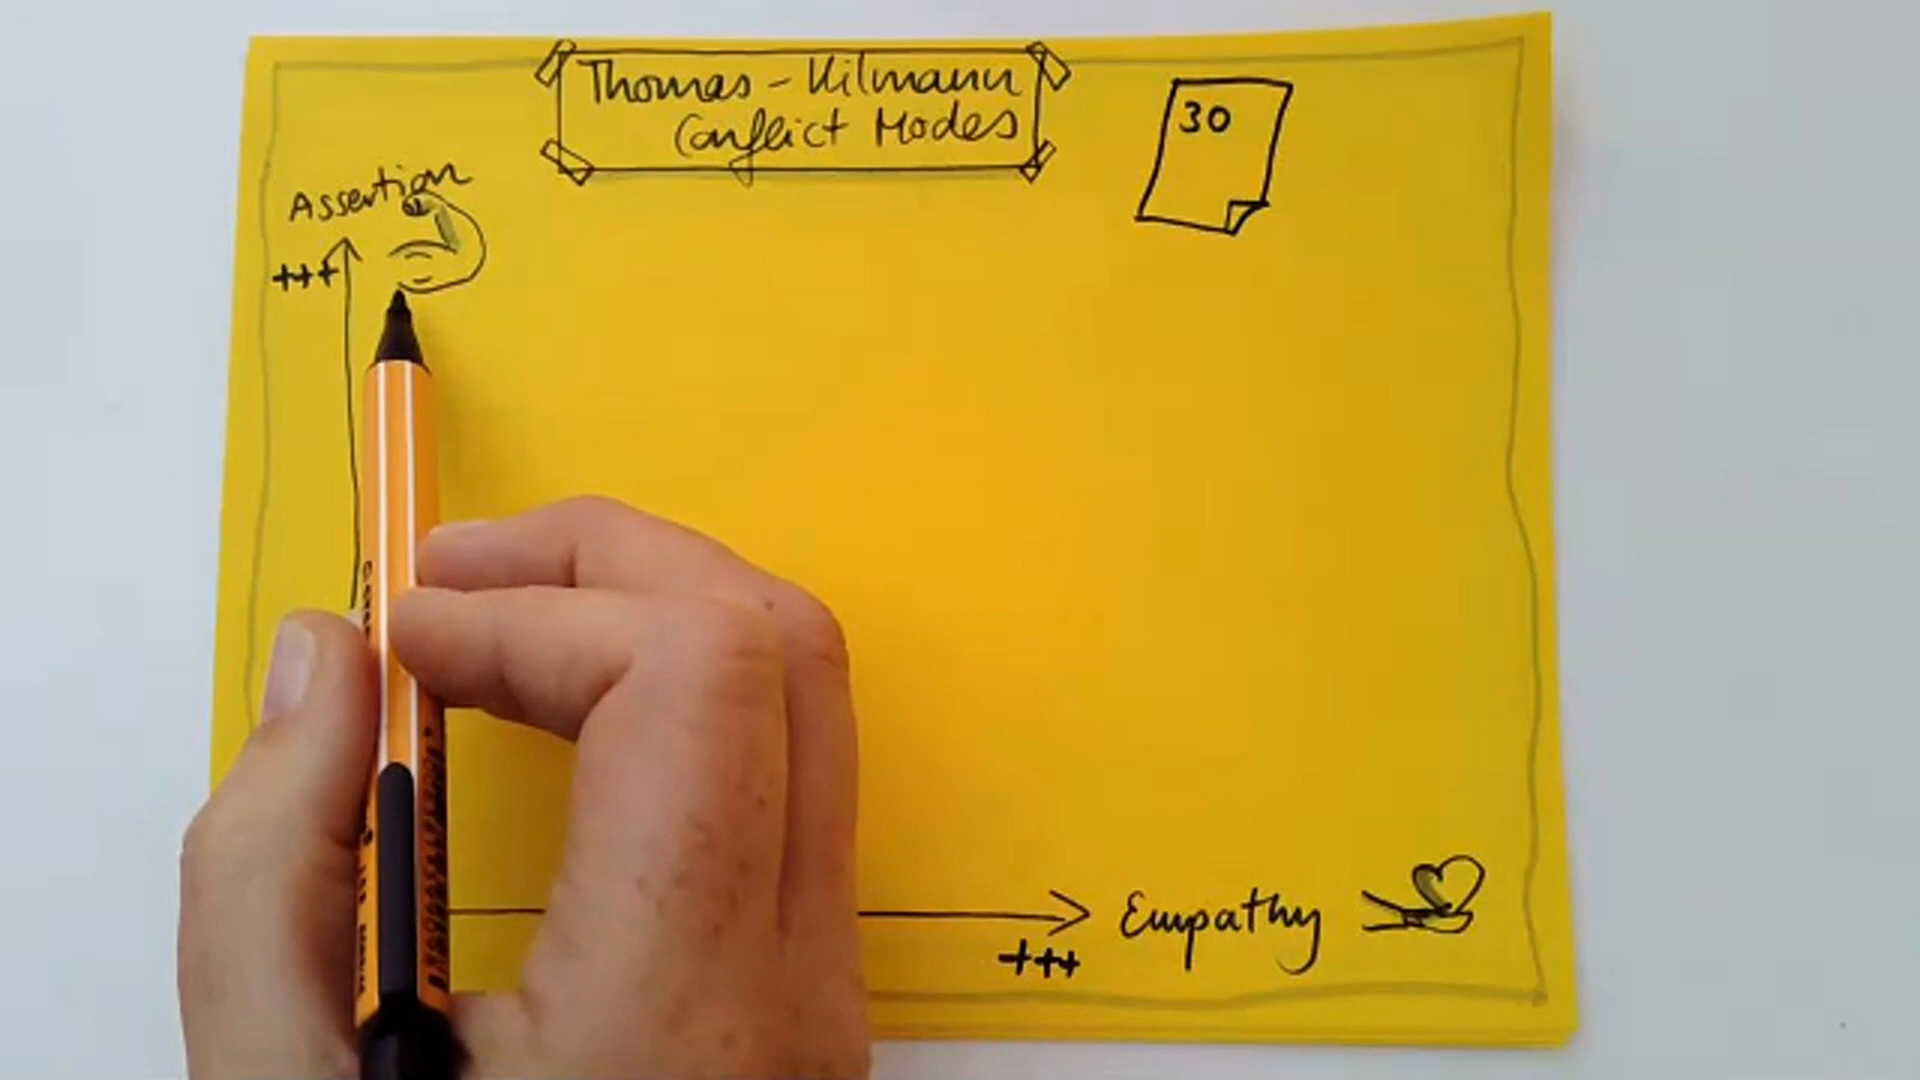 Thomas - Kilmann
Conflict Modes
30
Assertion
+++
Empathy
+++